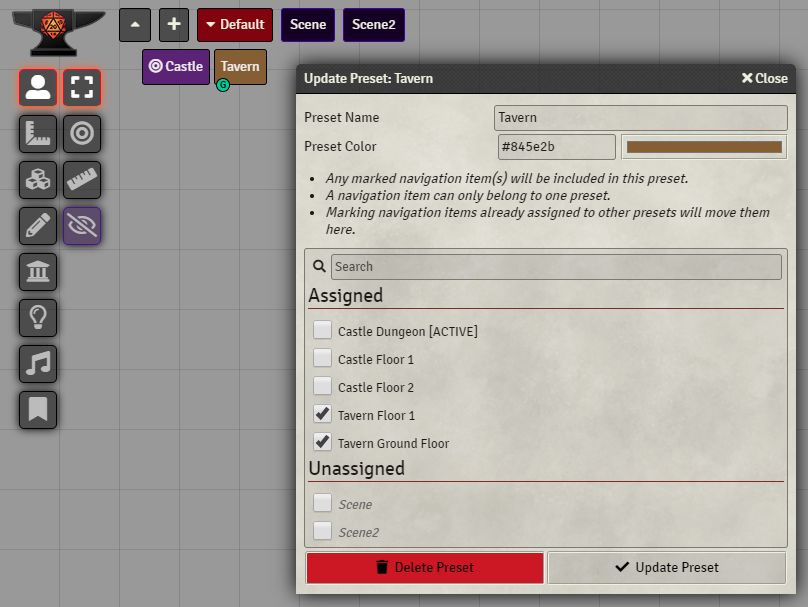 Default
Scene
Scene2
Castle
Tavern
G
Update Preset: Tavern
Close
Preset Name
Tavern
Preset Color
#845e2b
Any marked navigation item(s) will be included in this preset.
A navigation item can only belong to one preset.
Marking navigation items already assigned to other presets will move them
here.
Search
Assigned
Castle Dungeon [ACTIVE]
Castle Floor 1
Castle Floor 2
Tavern Floor 1
Tavern Ground Floor
Unassigned
Scene
Scene2
Delete Preset
Update Preset